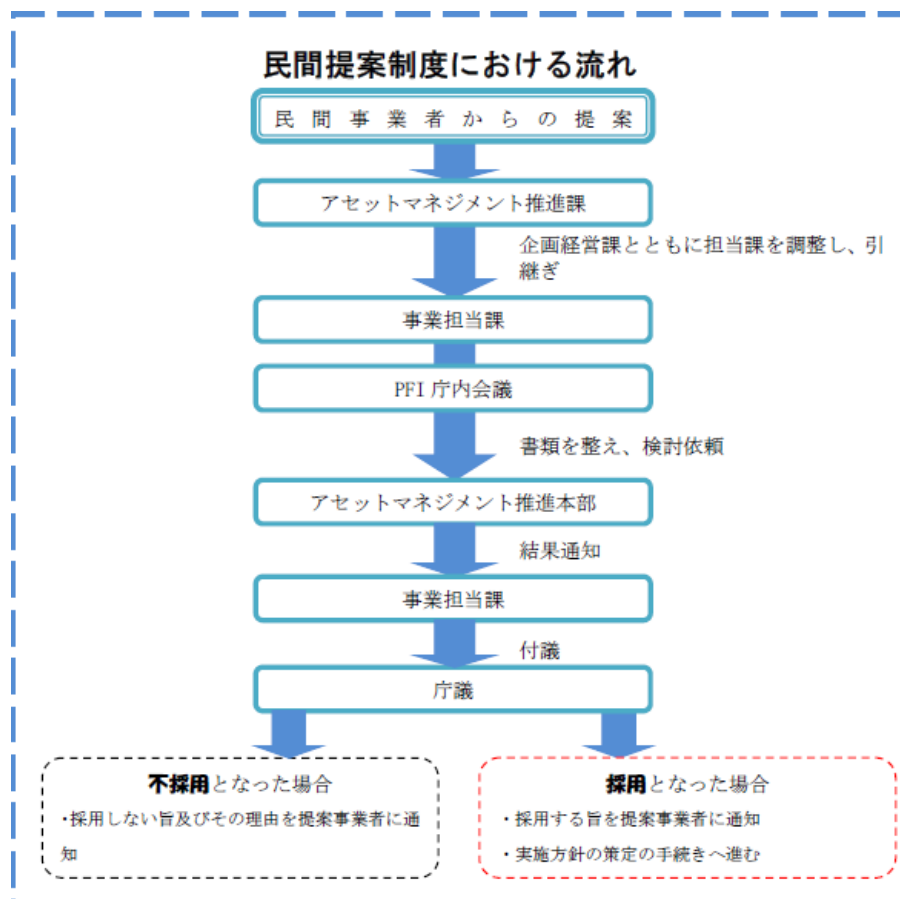 民間提案制度における流れ
民間事業者からの提案
アセットマネジメント推進課
企画経営課とともに担当課を調整し、引
継ぎ
事業担当課
PFI 庁内会議
書類を整え、検討依頼
アセットマネジメント推進本部
結果通知
事業担当課
付議
庁議
不採用となった場合
・採用しない旨及びその理由を提案事業者に通
知
採用となった場合
・採用する旨を提案事業者に通知
・実施方針の策定の手続きへ進む